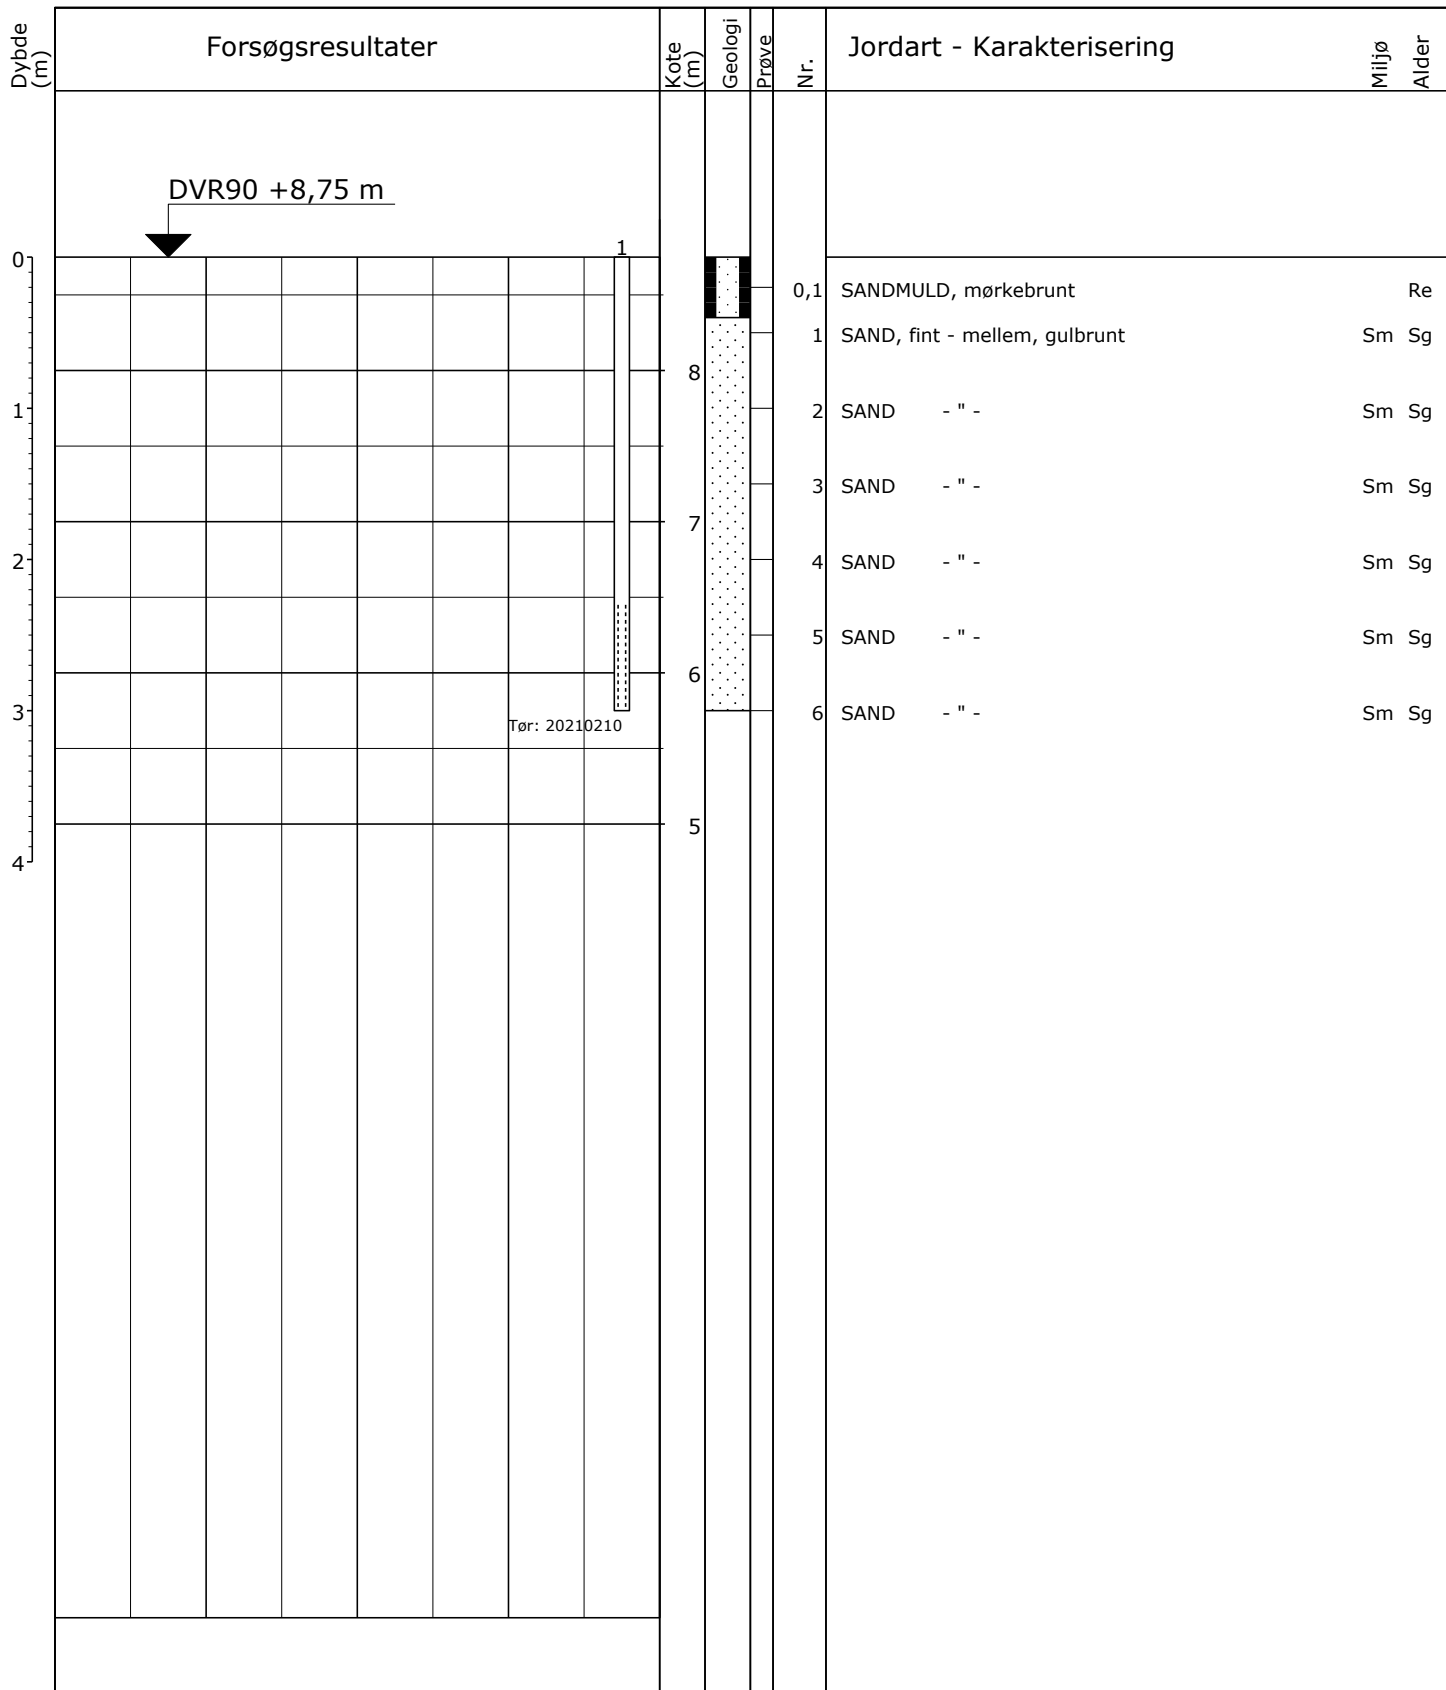 Dybde (m)
Forsøgsresultater
Kote (m)
Geologi
Prøve
Nr.
Jordart - Karakterisering
Miljø
Alder
DVR90 +8,75 m
1
0
0,1 SANDMULD, mørkebrunt Re
1 SAND, fint - mellem, gulbrunt Sm Sg
8
1
2 SAND - " - Sm Sg
3 SAND - " - Sm Sg
7
2
4 SAND - " - Sm Sg
5 SAND - " - Sm Sg
6
3
6 SAND - " - Sm Sg
Tør: 20210210
5
4